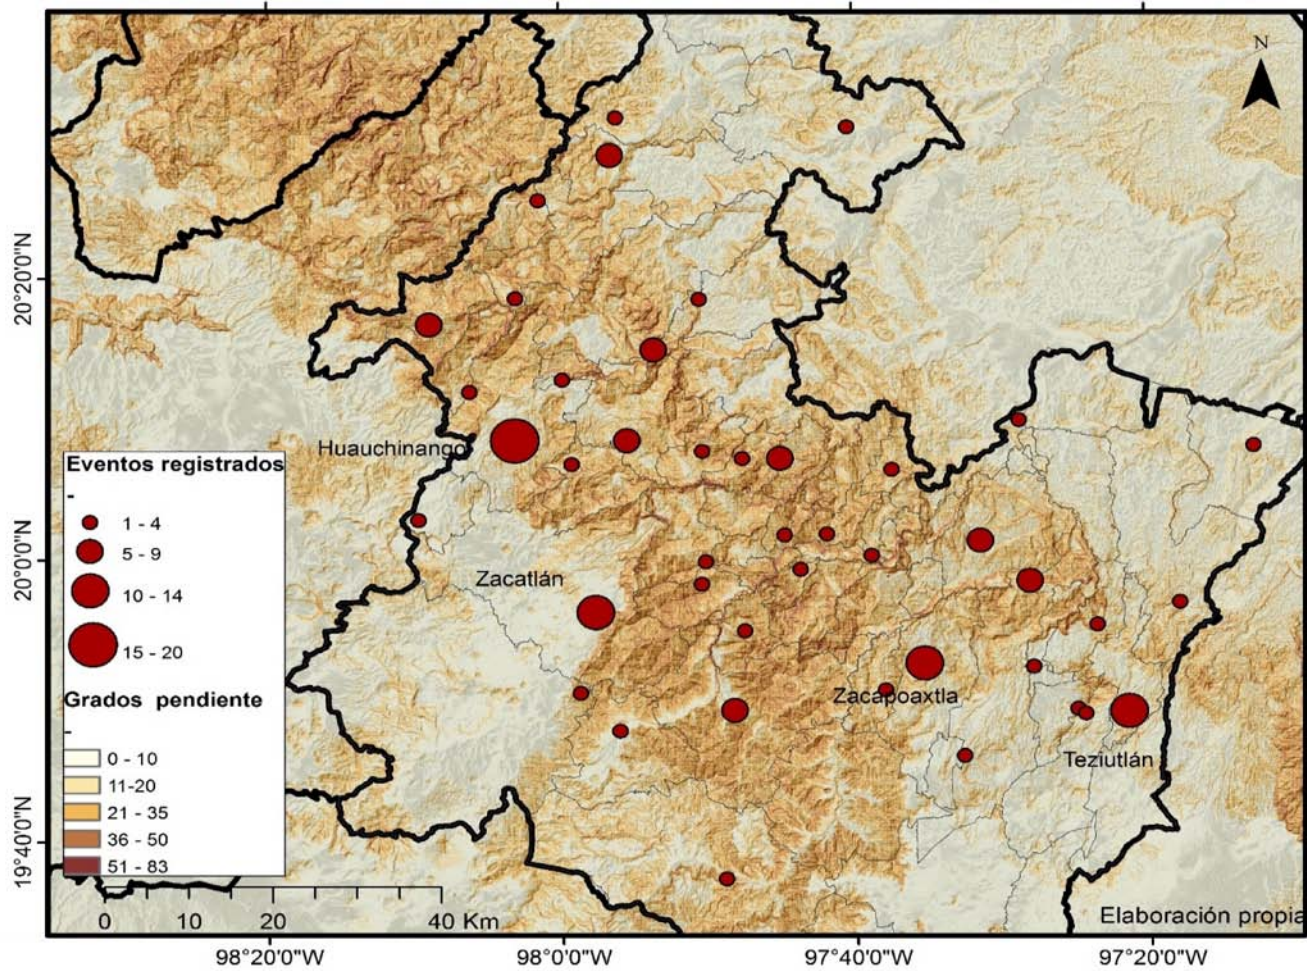 N
20°20'0"N
20°0'0"N
19°40'0"N
Huauchinango
Zacatlán
Zacapoaxtla
Teziutlán
Eventos registrados
-
1 - 4
5 - 9
10 - 14
15 - 20
Grados pendiente
-
0 - 10
11-20
21 - 35
36 - 50
51 - 83
0 10 20 40 Km
Elaboración propia
98°20'0"W 98°0'0"W 97°40'0"W 97°20'0"W